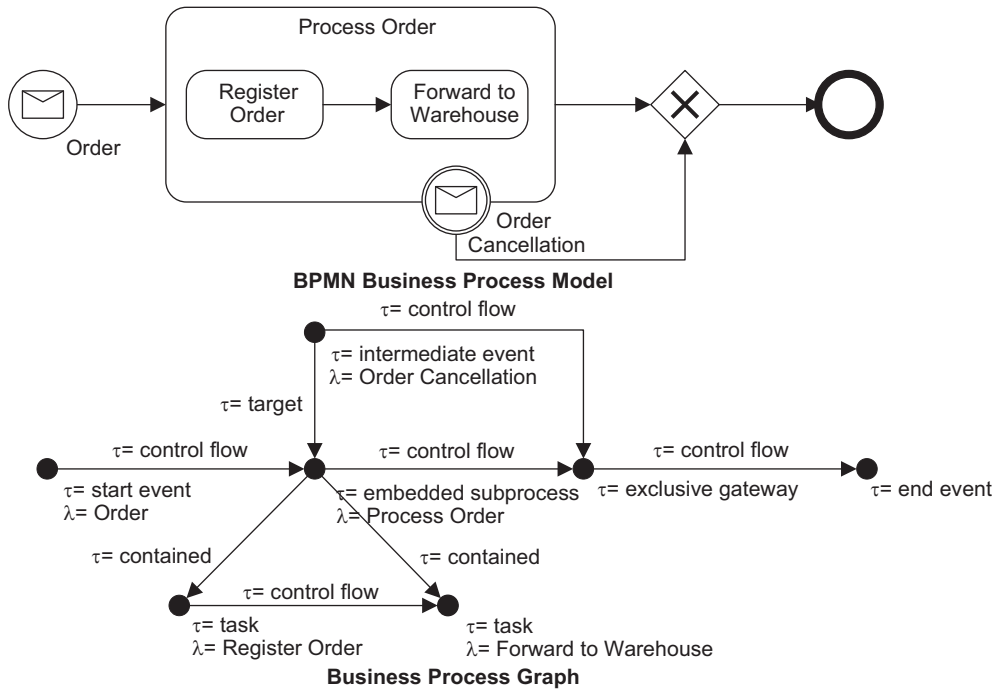 Process Order
Register
Order
Forward to
Warehouse
Order
Order
Cancellation
BPMN Business Process Model
τ= control flow
τ= intermediate event
λ= Order Cancellation
τ= target
τ= control flow
τ= control flow
τ= control flow
τ= start event
λ= Order
τ= embedded subprocess
λ= Process Order
τ= exclusive gateway
τ= end event
τ= contained
τ= contained
τ= control flow
τ= task
λ= Register Order
τ= task
λ= Forward to Warehouse
Business Process Graph